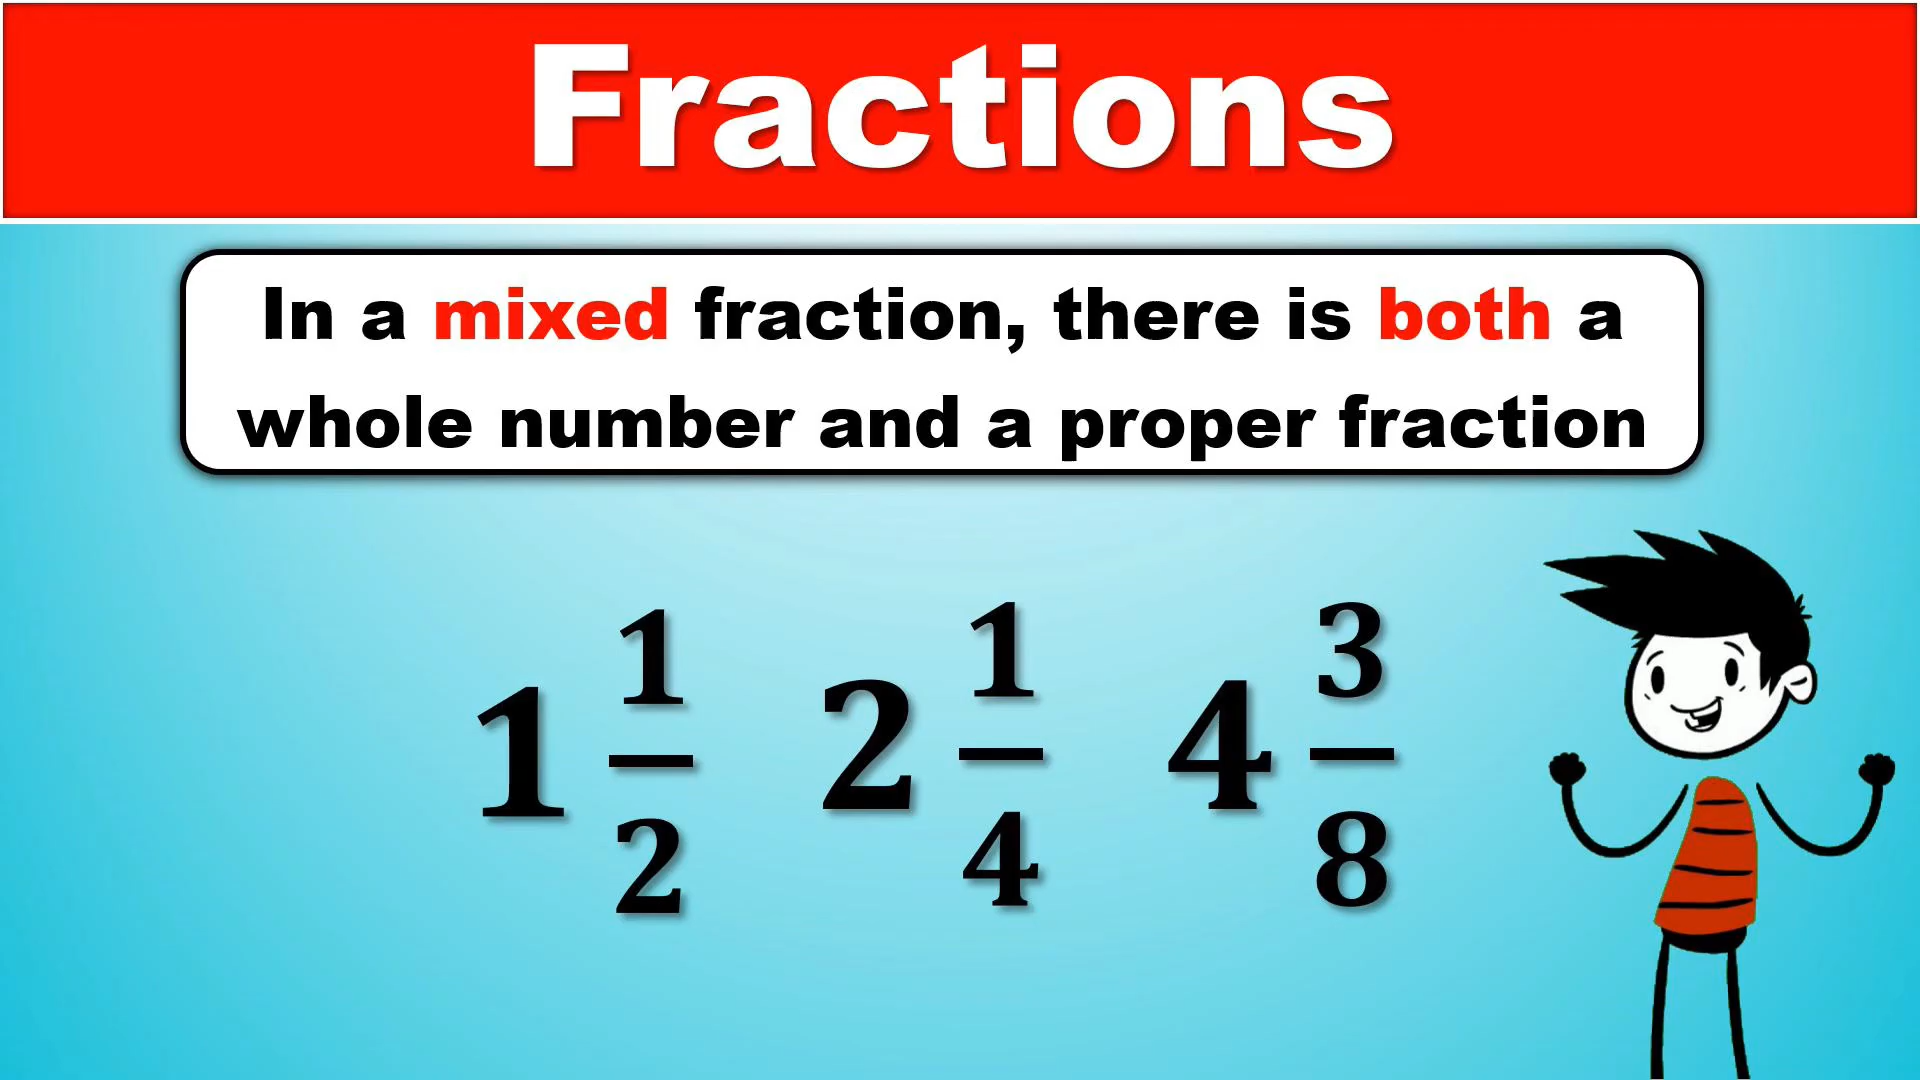 Fractions
In a mixed fraction, there is both a
whole number and a proper fraction
1 1/2 2 1/4 4 3/8